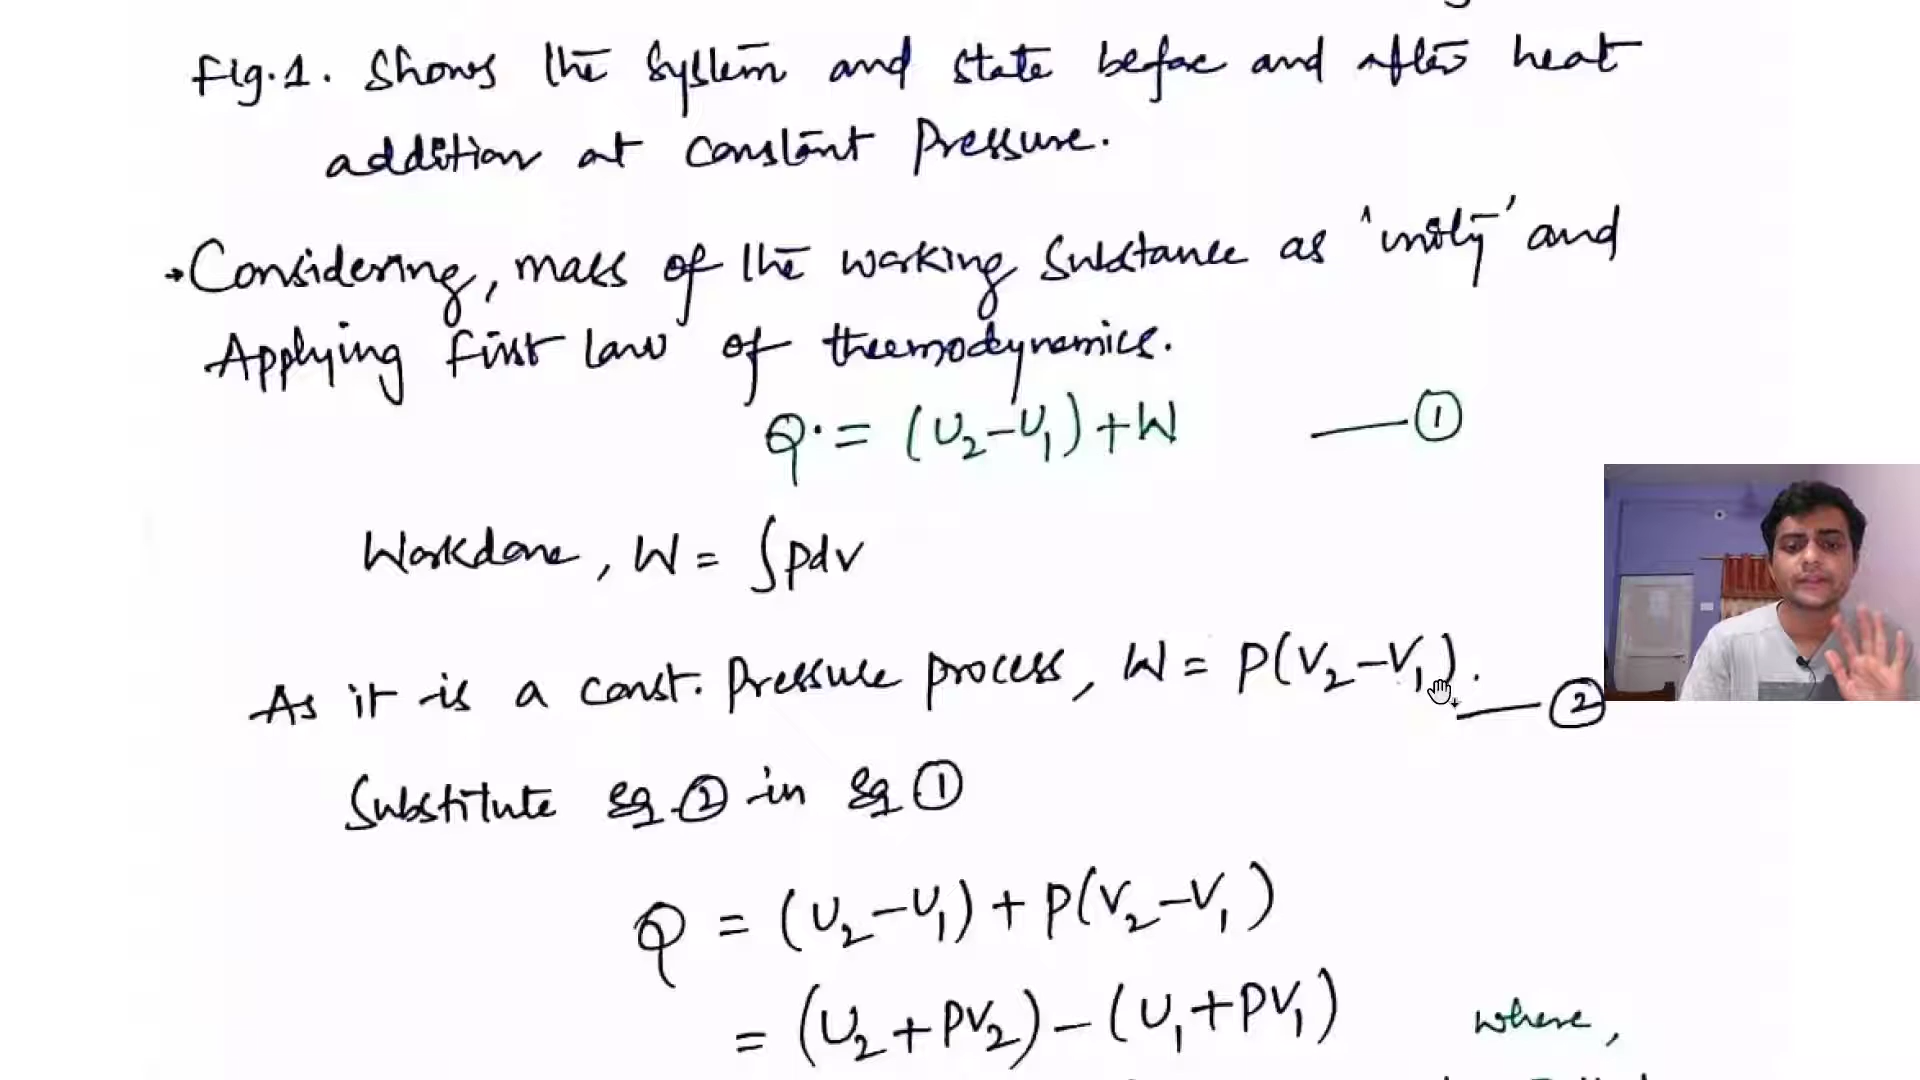 Fig.1. Shows the System and state before and after heat
addition at constant Pressure.
→ Considering, mass of the working Substance as 'unity' and
Applying first law of thermodynamics.
Q = (U₂-U₁)+W —— ①
Workdone, W = ∫pdv
As it is a const. Pressure process, W = P(V₂-V₁). —— ②
Substitute Eq ② in Eq ①
Q = (U₂-U₁) + P(V₂-V₁)
= (U₂+PV₂) - (U₁+PV₁) where,